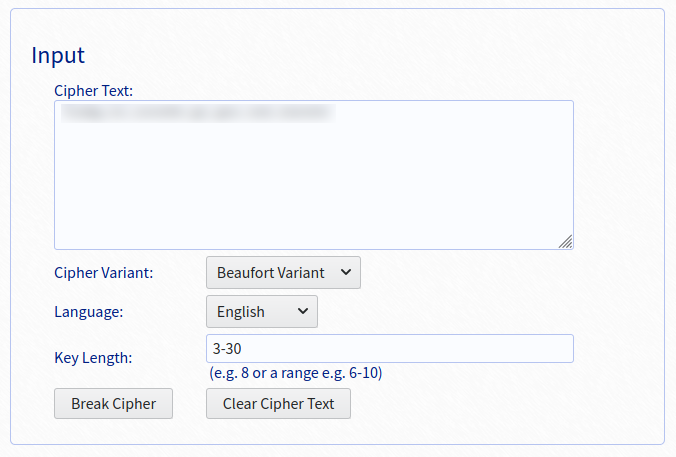 Input
Cipher Text:
Cipher Variant: Beaufort Variant
Language: English
Key Length: 3-30
(e.g. 8 or a range e.g. 6-10)
Break Cipher Clear Cipher Text